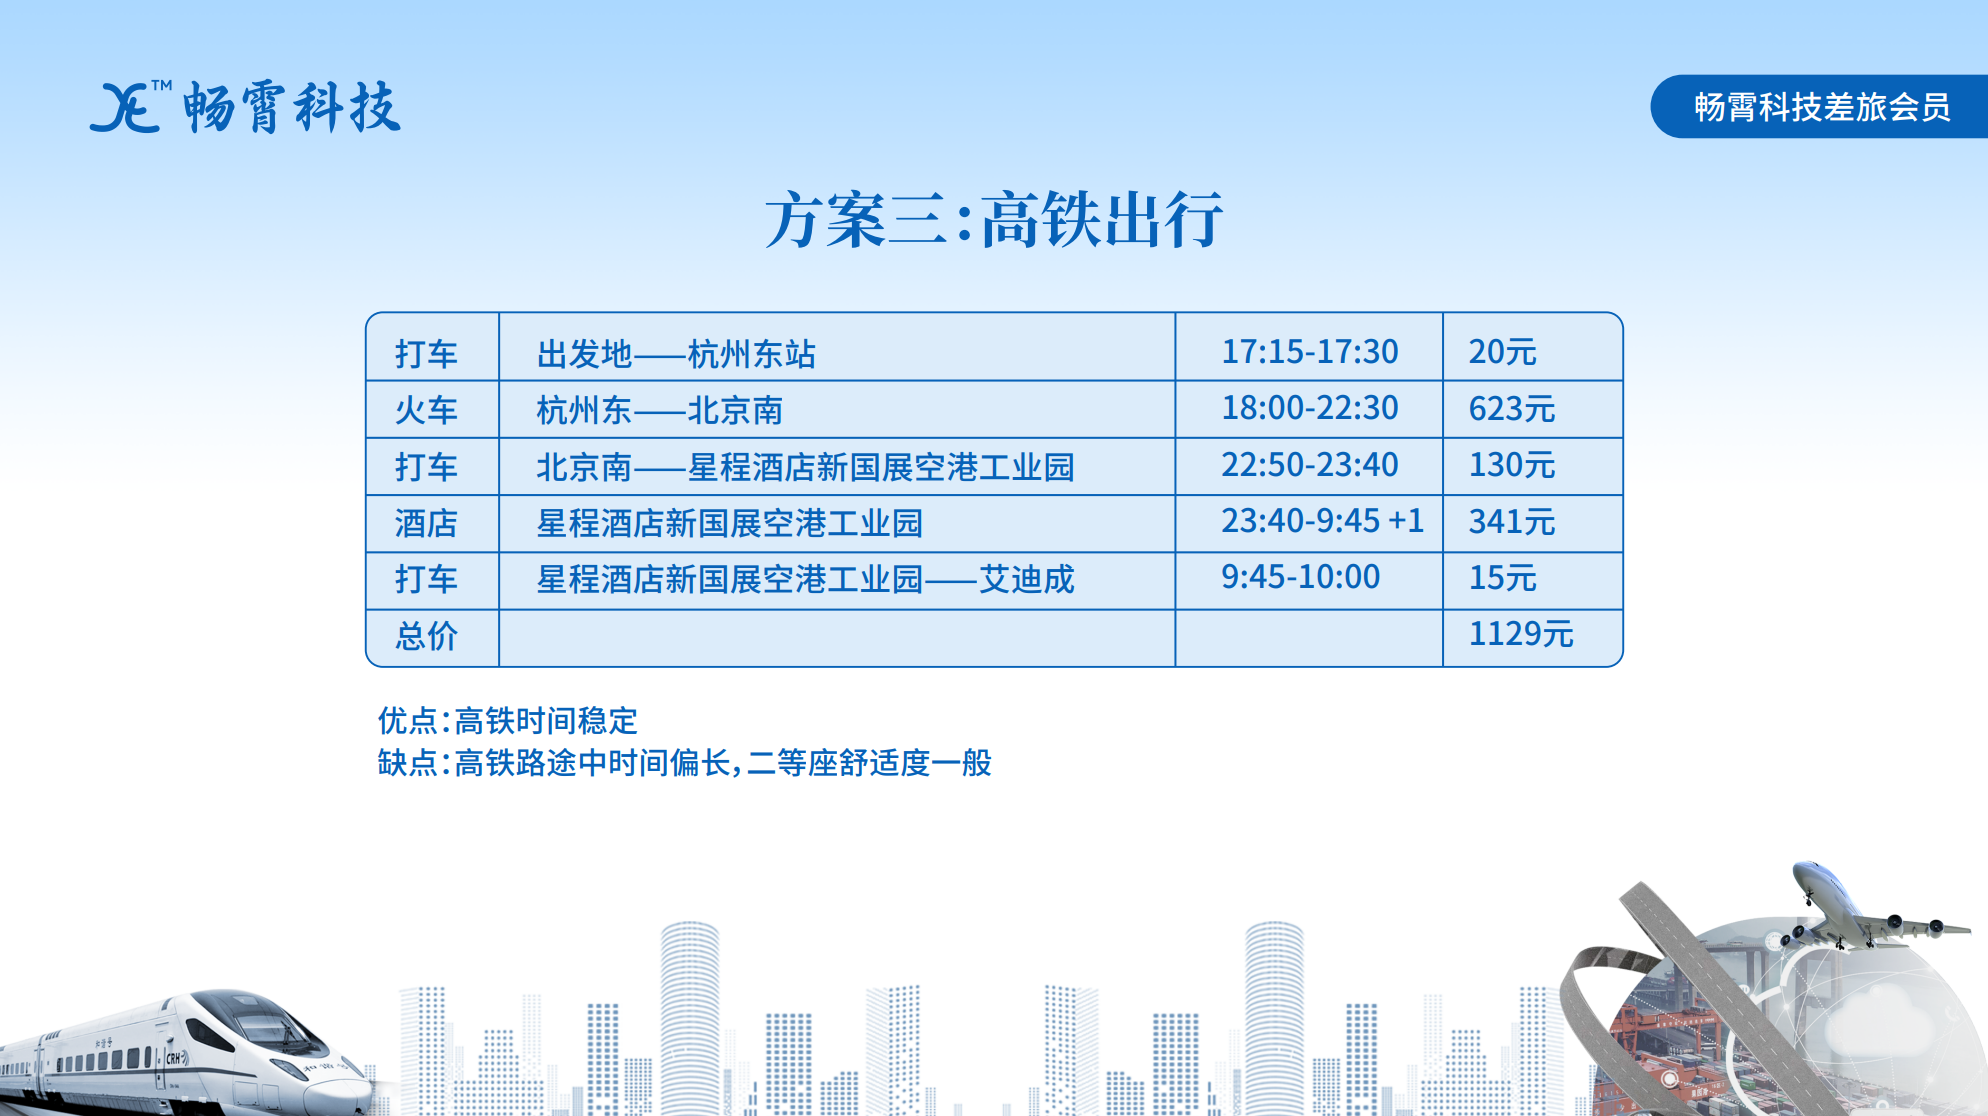 畅霄科技 TM
畅霄科技差旅会员
方案三：高铁出行
打车 出发地——杭州东站 17:15-17:30 20元
火车 杭州东——北京南 18:00-22:30 623元
打车 北京南——星程酒店新国展空港工业园 22:50-23:40 130元
酒店 星程酒店新国展空港工业园 23:40-9:45 +1 341元
打车 星程酒店新国展空港工业园——艾迪成 9:45-10:00 15元
总价 1129元
优点：高铁时间稳定
缺点：高铁路途中时间偏长，二等座舒适度一般
CRH